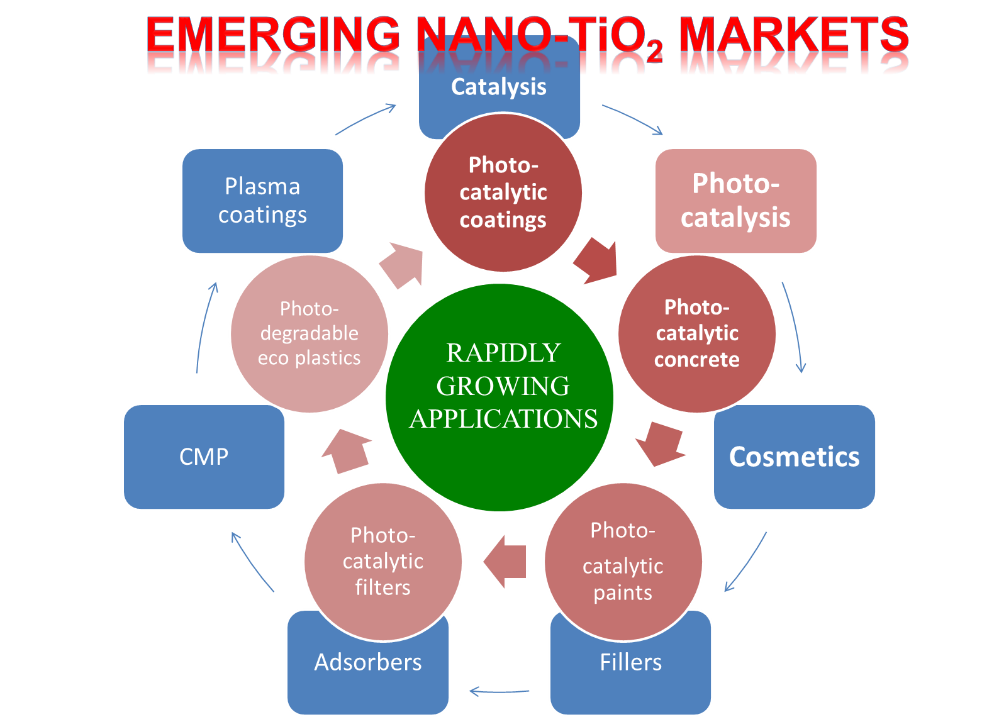 EMERGING NANO-TiO₂ MARKETS
Catalysis
Photo-
catalytic
coatings
Photo-
catalysis
Plasma
coatings
Photo-
degradable
eco plastics
Photo-
catalytic
concrete
RAPIDLY
GROWING
APPLICATIONS
CMP
Cosmetics
Photo-
catalytic
filters
Photo-
catalytic
paints
Adsorbers
Fillers